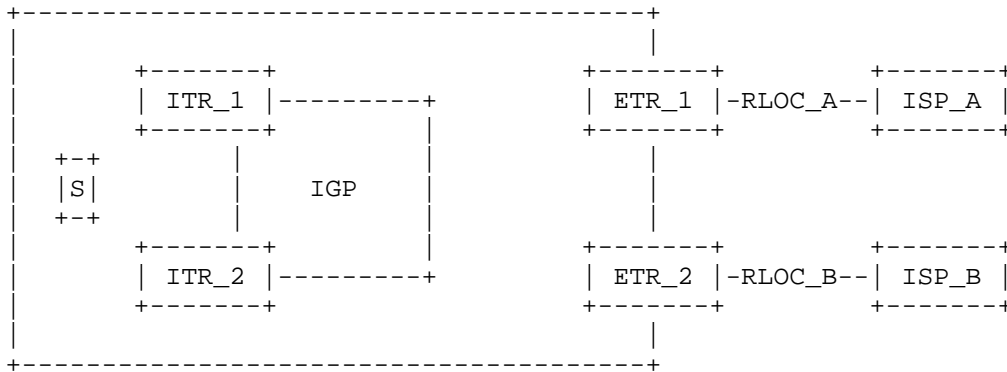 ITR_1 ETR_1 -RLOC_A-- ISP_A
S IGP
ITR_2 ETR_2 -RLOC_B-- ISP_B